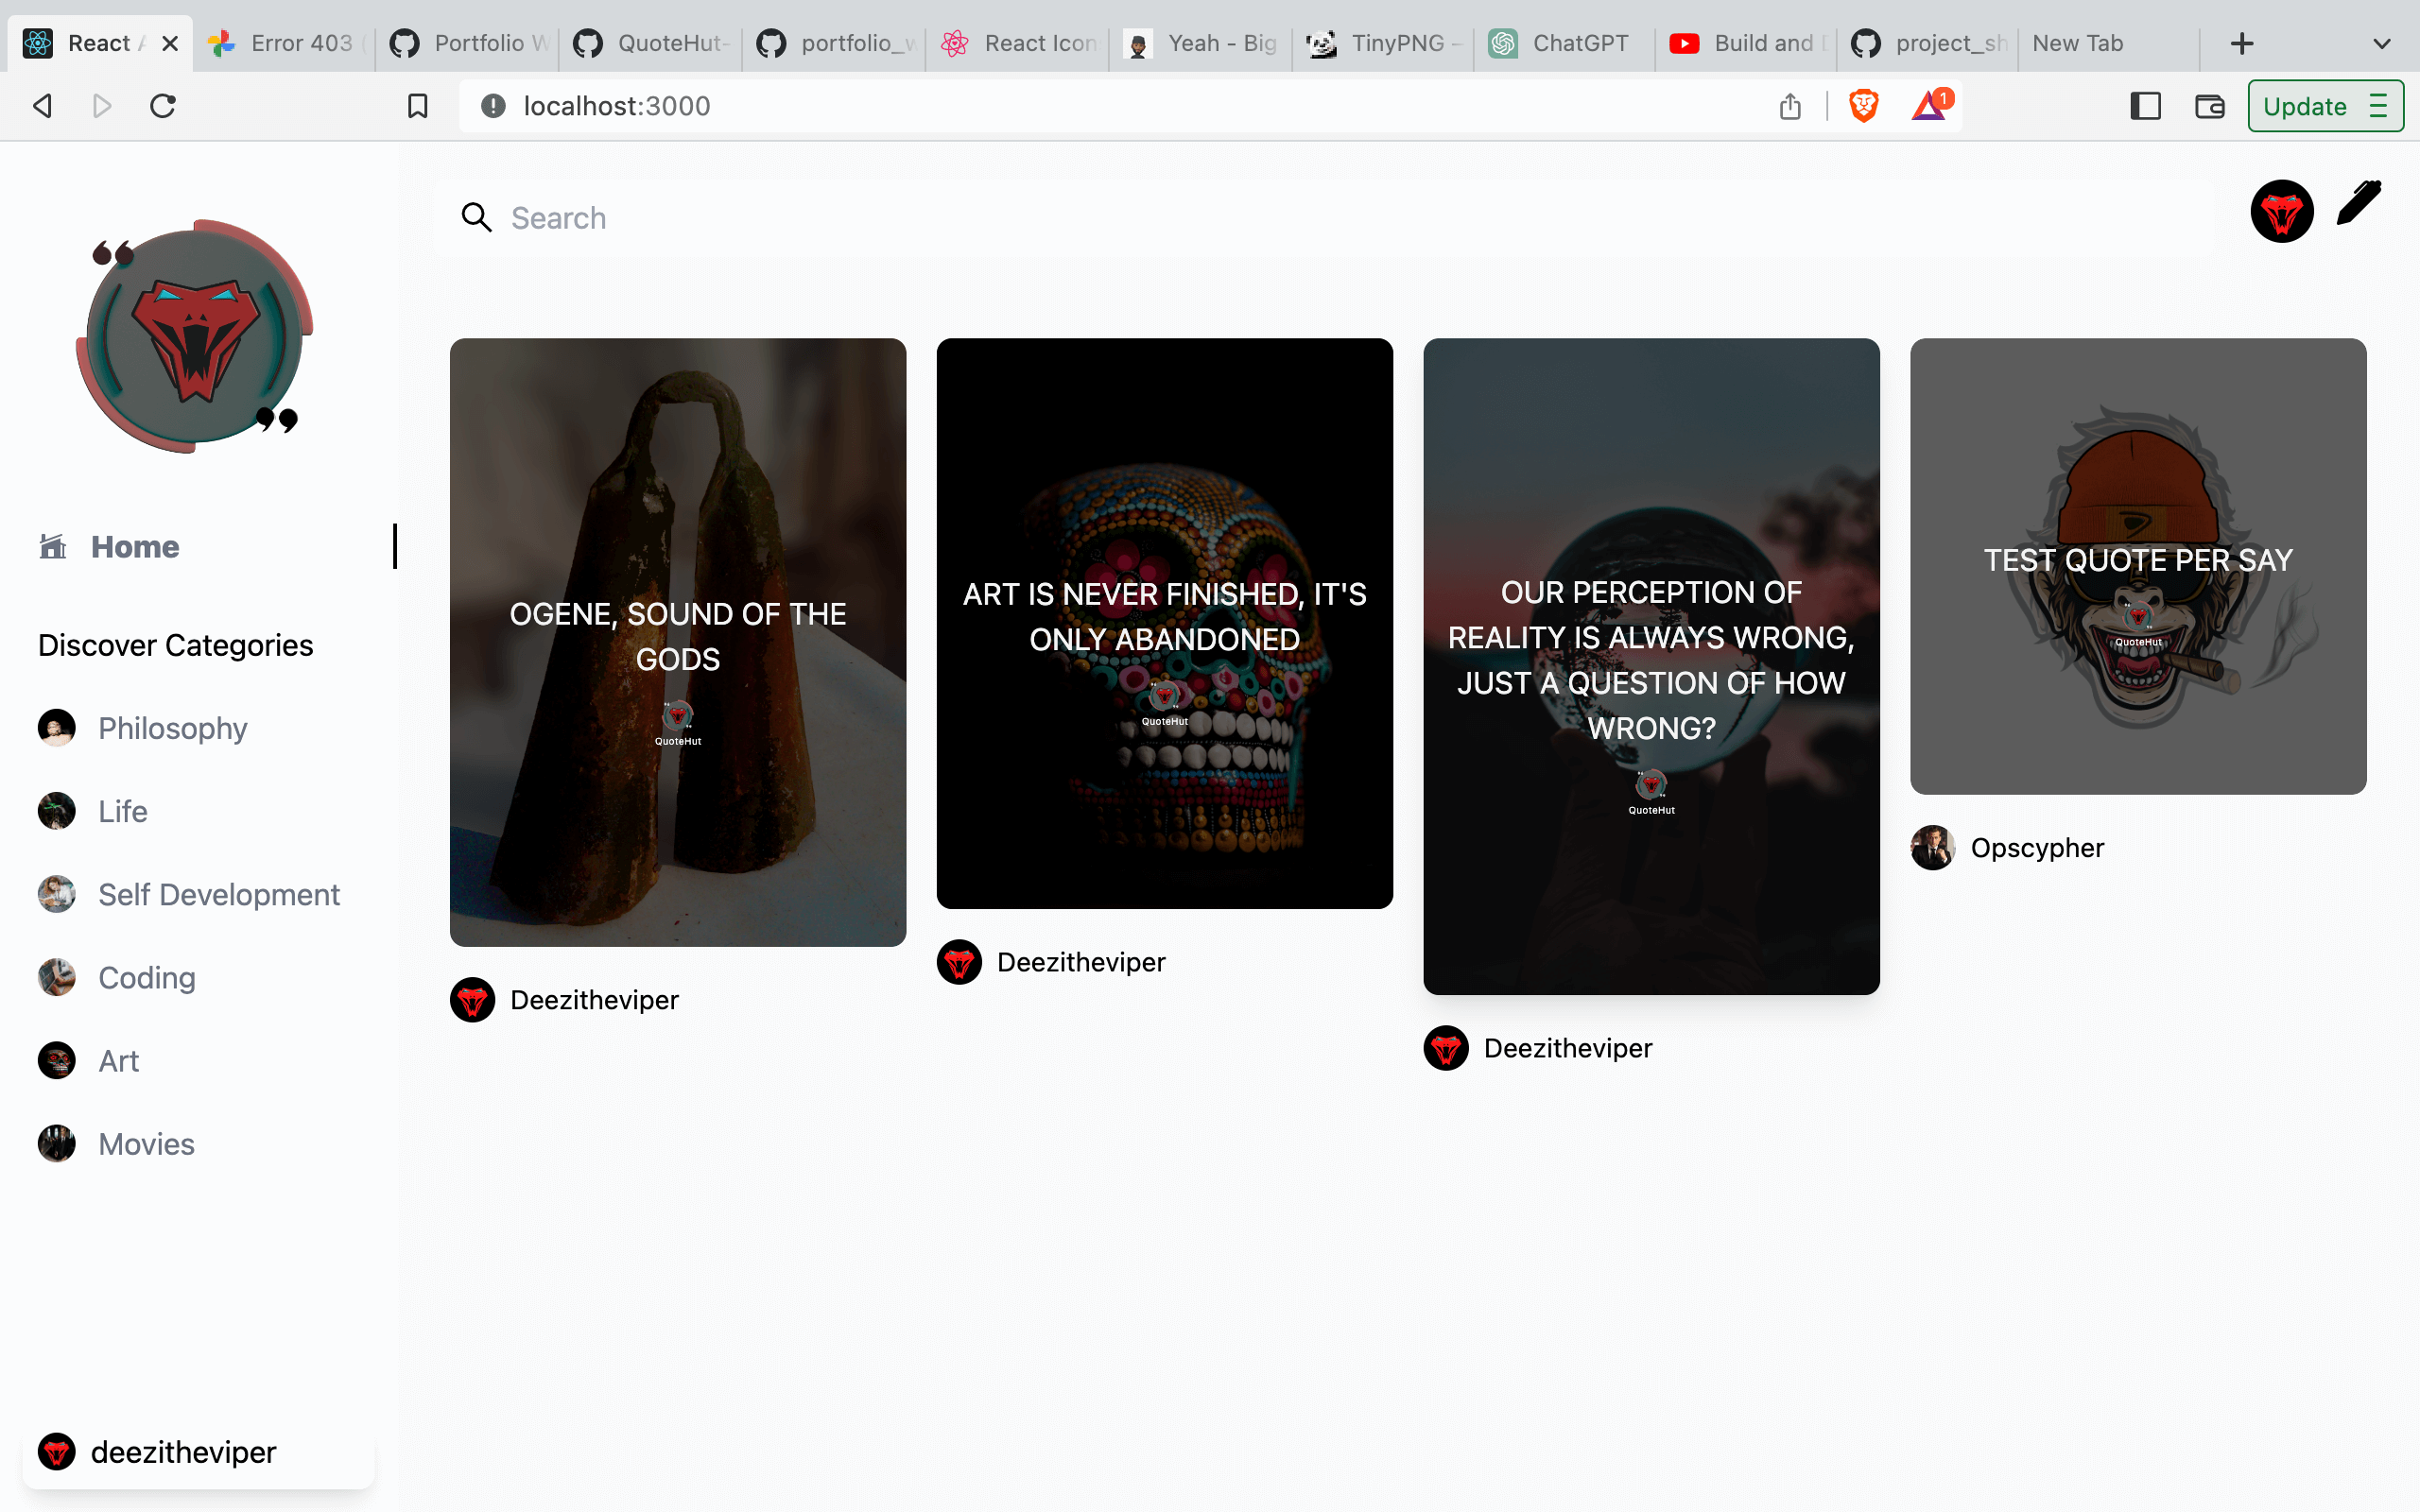 React A
Error 403 (
Portfolio W
QuoteHut-
portfolio_w
React Icon
Yeah - Big
TinyPNG –
ChatGPT
Build and D
project_sh
New Tab
localhost:3000
1
Update
Search
Home
Discover Categories
Philosophy
Life
Self Development
Coding
Art
Movies
deezitheviper
OGENE, SOUND OF THE
GODS
QuoteHut
Deezitheviper
ART IS NEVER FINISHED, IT'S
ONLY ABANDONED
QuoteHut
Deezitheviper
OUR PERCEPTION OF
REALITY IS ALWAYS WRONG,
JUST A QUESTION OF HOW
WRONG?
QuoteHut
Deezitheviper
TEST QUOTE PER SAY
QuoteHut
Opscypher